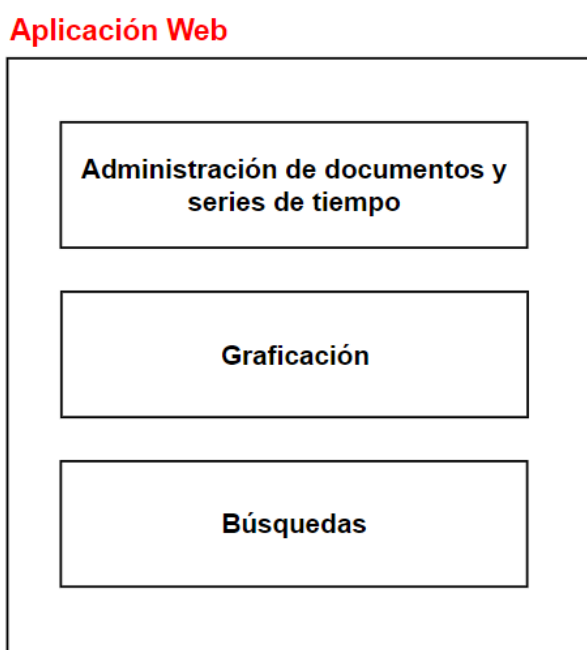 Aplicación Web
Administración de documentos y
series de tiempo
Graficación
Búsquedas